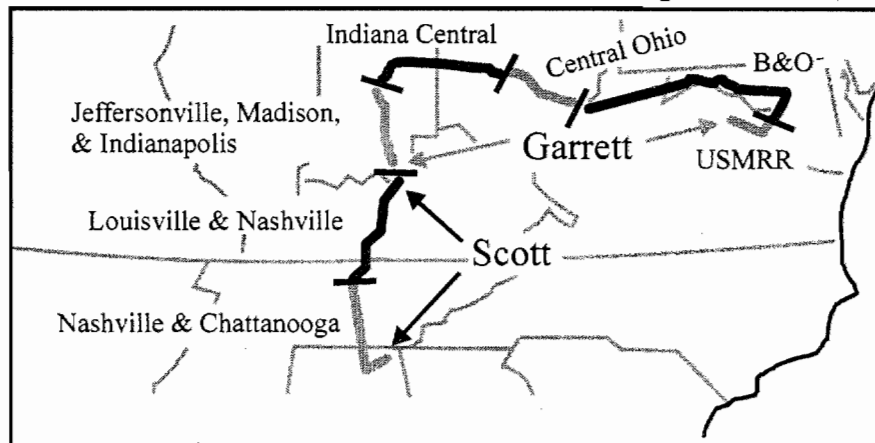 Indiana Central
Central Ohio
B&O
Jeffersonville, Madison,
& Indianapolis
Garrett
USMRR
Louisville & Nashville
Scott
Nashville & Chattanooga